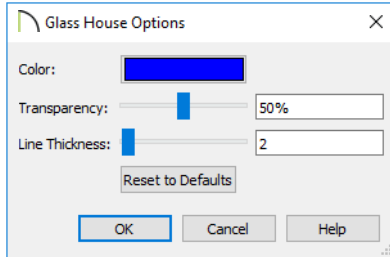 Glass House Options
Color:
Transparency: 50%
Line Thickness: 2
Reset to Defaults
OK Cancel Help